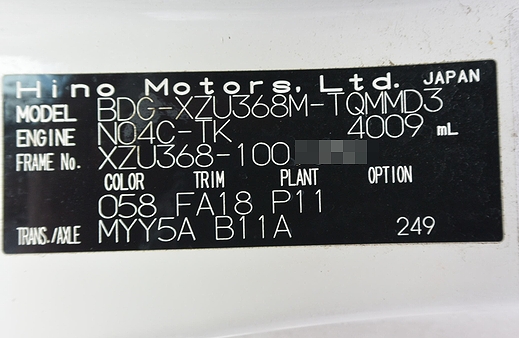 Hino Motors, Ltd. JAPAN
MODEL BDG-XZU368M-TQMMD3
ENGINE N04C-TK 4009 mL
FRAME No. XZU368-100
COLOR TRIM PLANT OPTION
058 FA18 P11
TRANS./AXLE MYY5A B11A 249